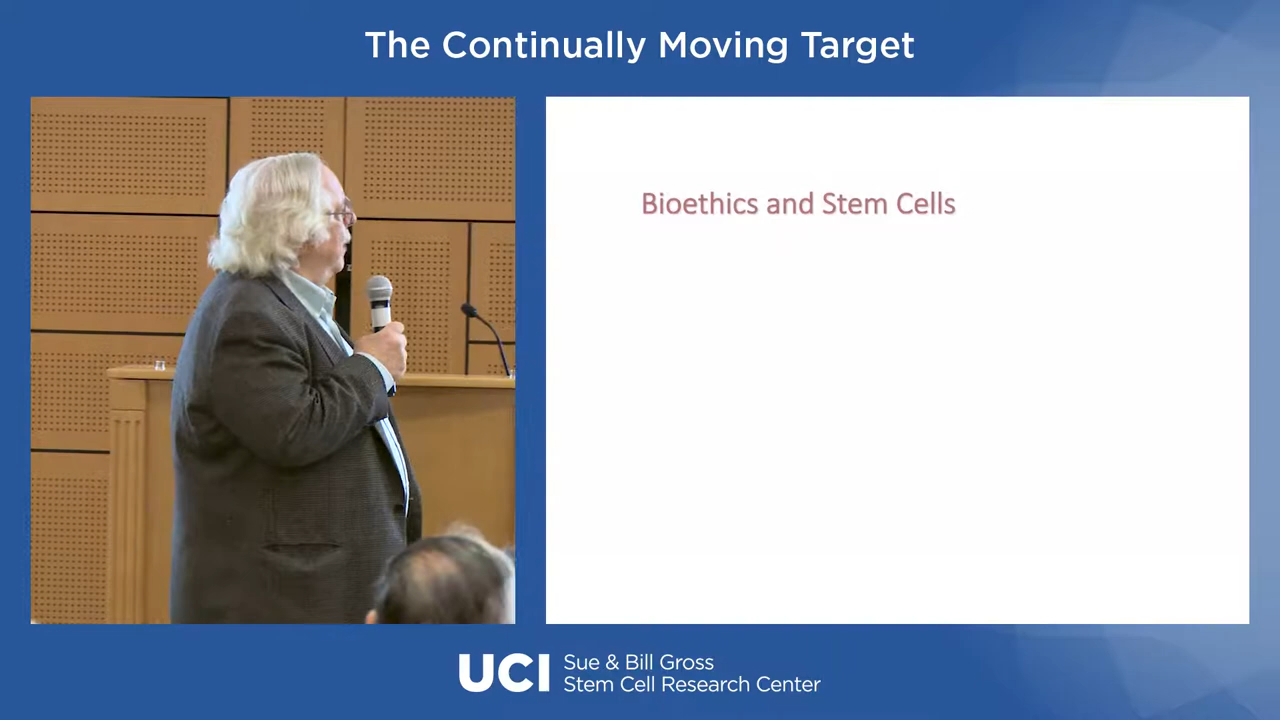 The Continually Moving Target
Bioethics and Stem Cells
UCI
Sue & Bill Gross
Stem Cell Research Center